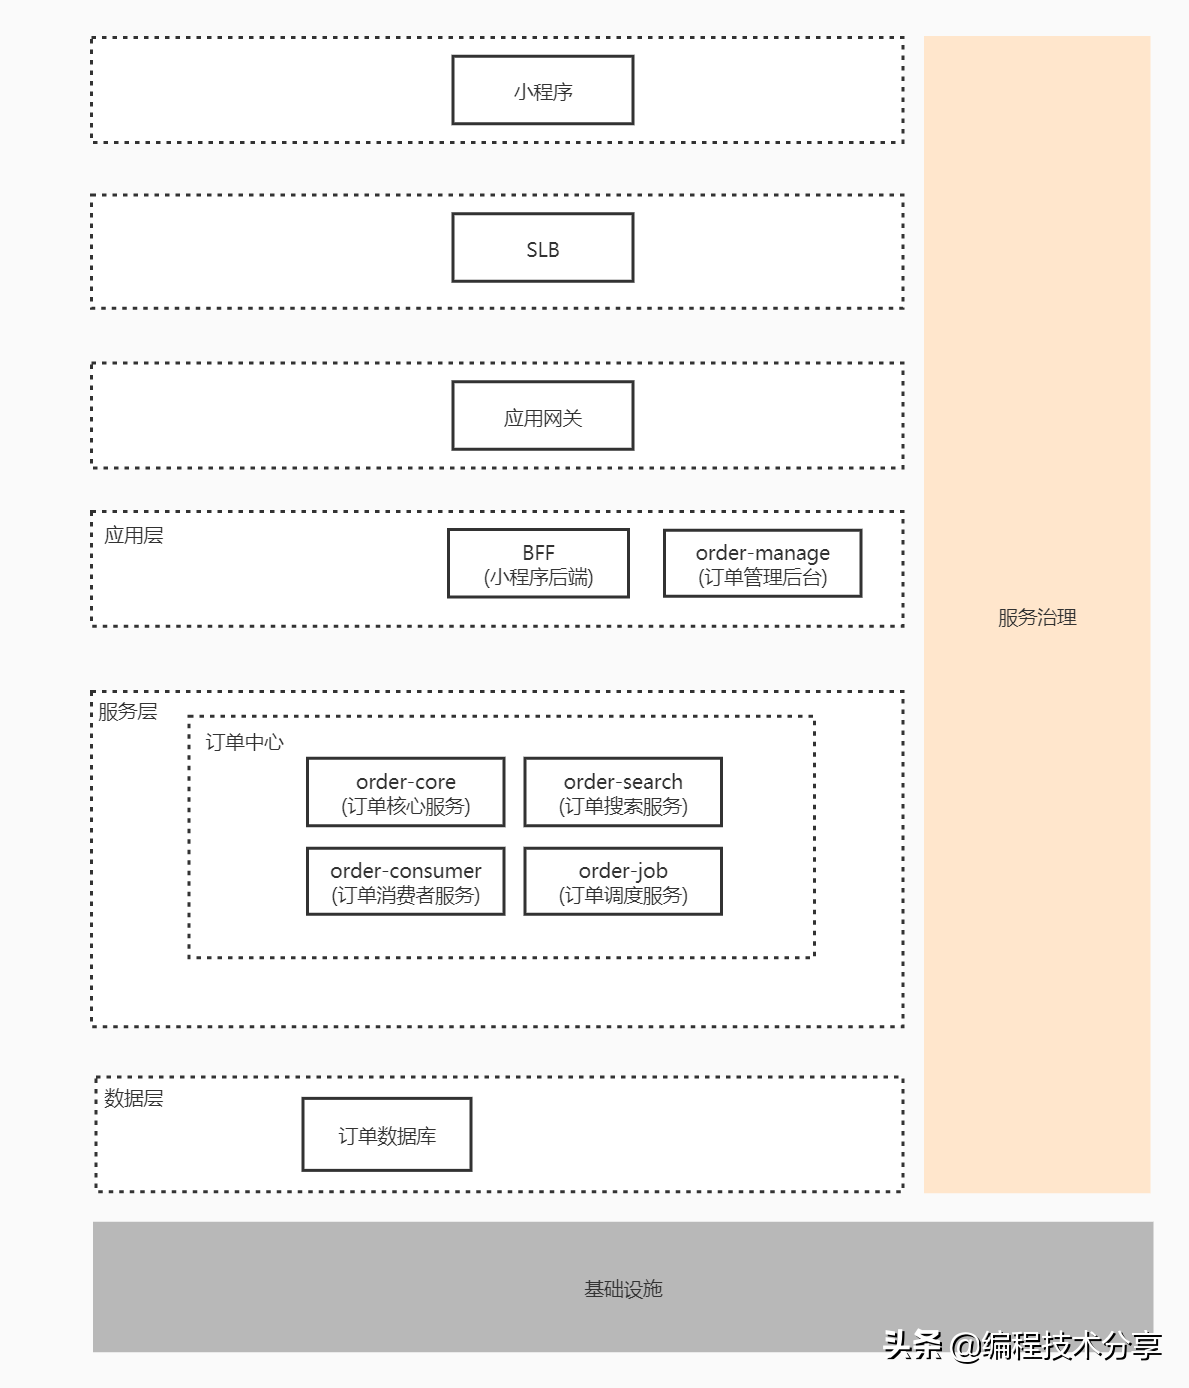 小程序
SLB
应用网关
应用层
BFF
(小程序后端)
order-manage
(订单管理后台)
服务治理
服务层
订单中心
order-core
(订单核心服务)
order-search
(订单搜索服务)
order-consumer
(订单消费者服务)
order-job
(订单调度服务)
数据层
订单数据库
基础设施
头条 @编程技术分享